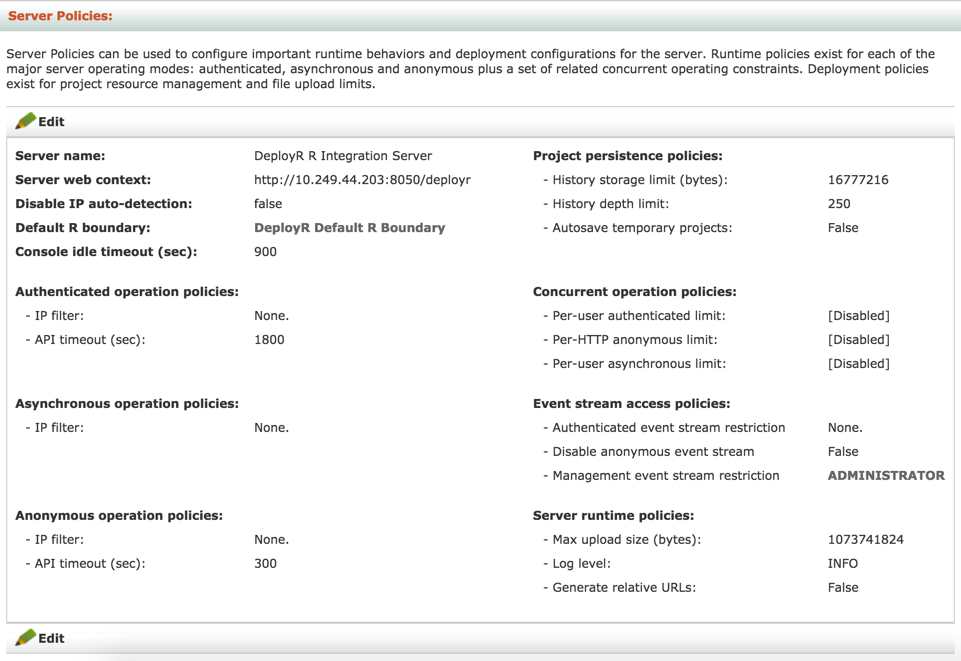 Server Policies:
Server Policies can be used to configure important runtime behaviors and deployment configurations for the server. Runtime policies exist for each of the
major server operating modes: authenticated, asynchronous and anonymous plus a set of related concurrent operating constraints. Deployment policies
exist for project resource management and file upload limits.
Edit
Server name: DeployR R Integration Server
Server web context: http://10.249.44.203:8050/deployr
Disable IP auto-detection: false
Default R boundary: DeployR Default R Boundary
Console idle timeout (sec): 900
Project persistence policies:
- History storage limit (bytes): 16777216
- History depth limit: 250
- Autosave temporary projects: False
Authenticated operation policies:
- IP filter: None.
- API timeout (sec): 1800
Concurrent operation policies:
- Per-user authenticated limit: [Disabled]
- Per-HTTP anonymous limit: [Disabled]
- Per-user asynchronous limit: [Disabled]
Asynchronous operation policies:
- IP filter: None.
Event stream access policies:
- Authenticated event stream restriction None.
- Disable anonymous event stream False
- Management event stream restriction ADMINISTRATOR
Anonymous operation policies:
- IP filter: None.
- API timeout (sec): 300
Server runtime policies:
- Max upload size (bytes): 1073741824
- Log level: INFO
- Generate relative URLs: False
Edit